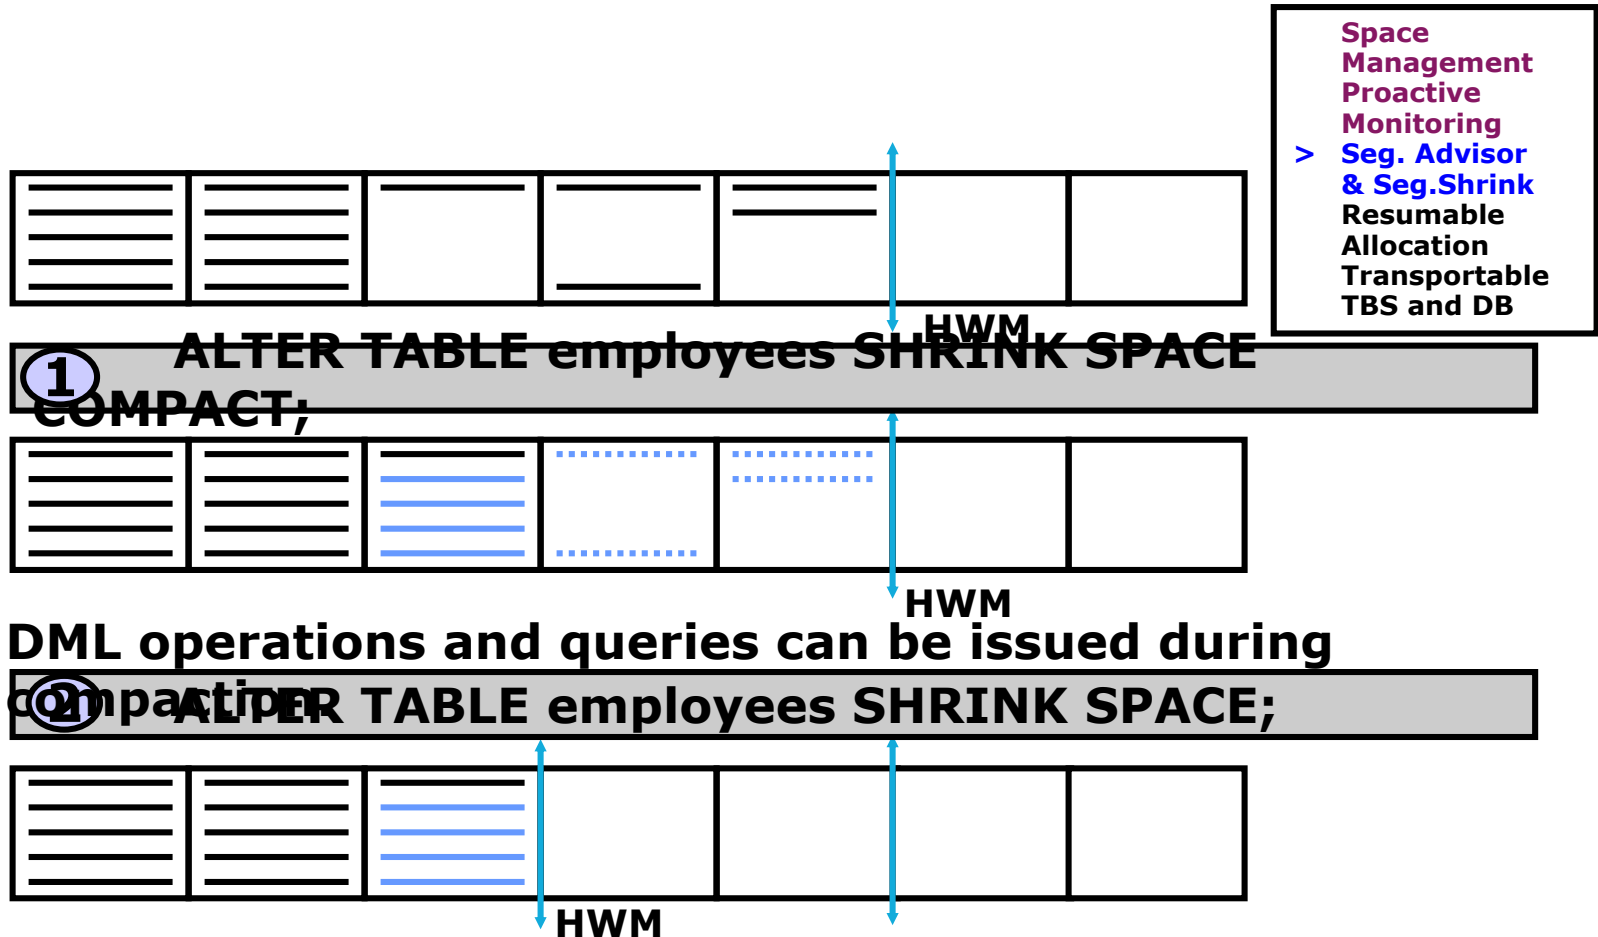 Space
Management
Proactive
Monitoring
> Seg. Advisor
& Seg.Shrink
Resumable
Allocation
Transportable
TBS and DB
HWM
1 ALTER TABLE employees SHRINK SPACE
COMPACT;
HWM
DML operations and queries can be issued during
compaction.
2 ALTER TABLE employees SHRINK SPACE;
HWM